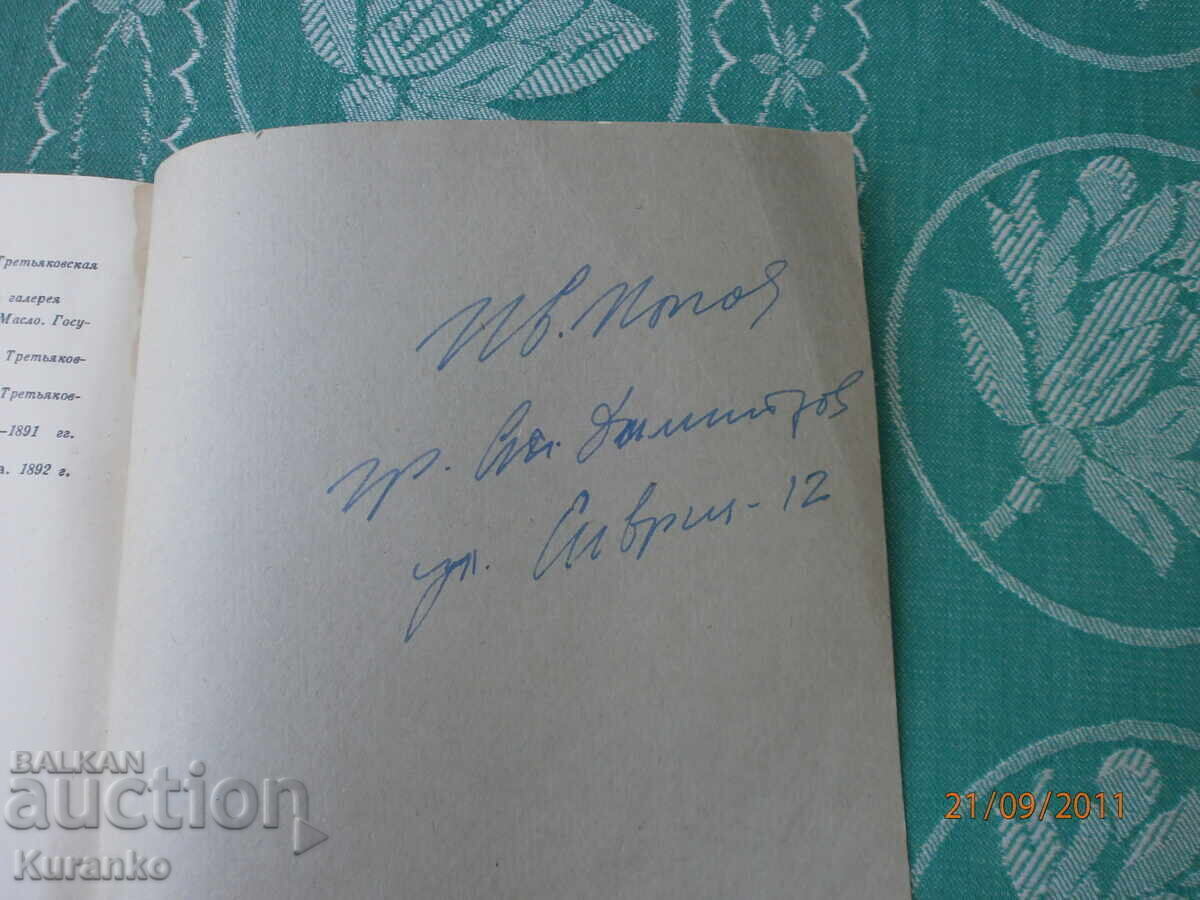 Третьяковская
галерея
Масло. Госу-
Третьяков-
Третьяков-
–1891 гг.
а. 1892 г.
Ив. Попов
гр. Ст. Димитров
ул. - 12
BALKAN
auction
Kuranko
21/09/2011